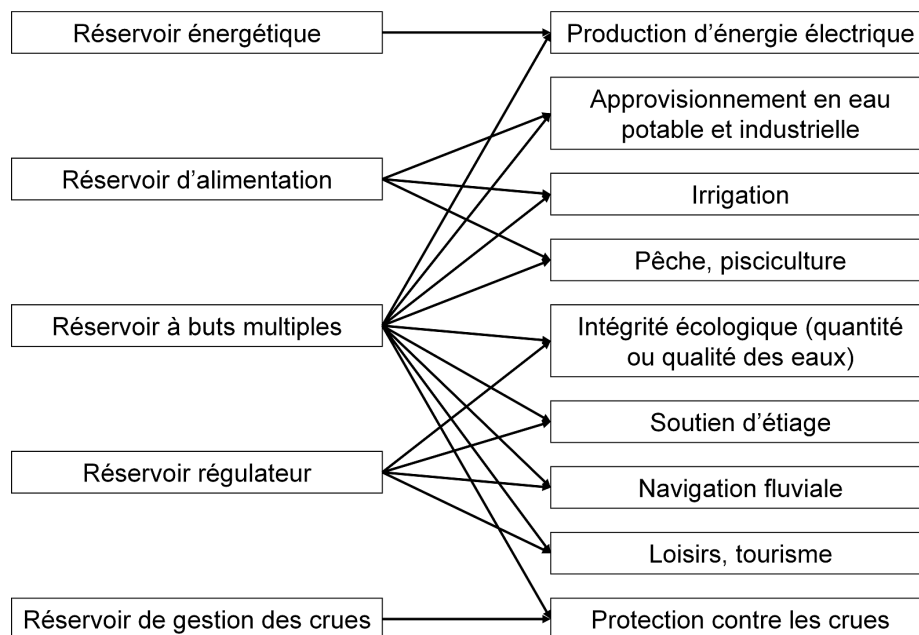 Réservoir énergétique
Production d’énergie électrique
Approvisionnement en eau
potable et industrielle
Réservoir d’alimentation
Irrigation
Pêche, pisciculture
Réservoir à buts multiples
Intégrité écologique (quantité
ou qualité des eaux)
Soutien d’étiage
Réservoir régulateur
Navigation fluviale
Loisirs, tourisme
Réservoir de gestion des crues
Protection contre les crues